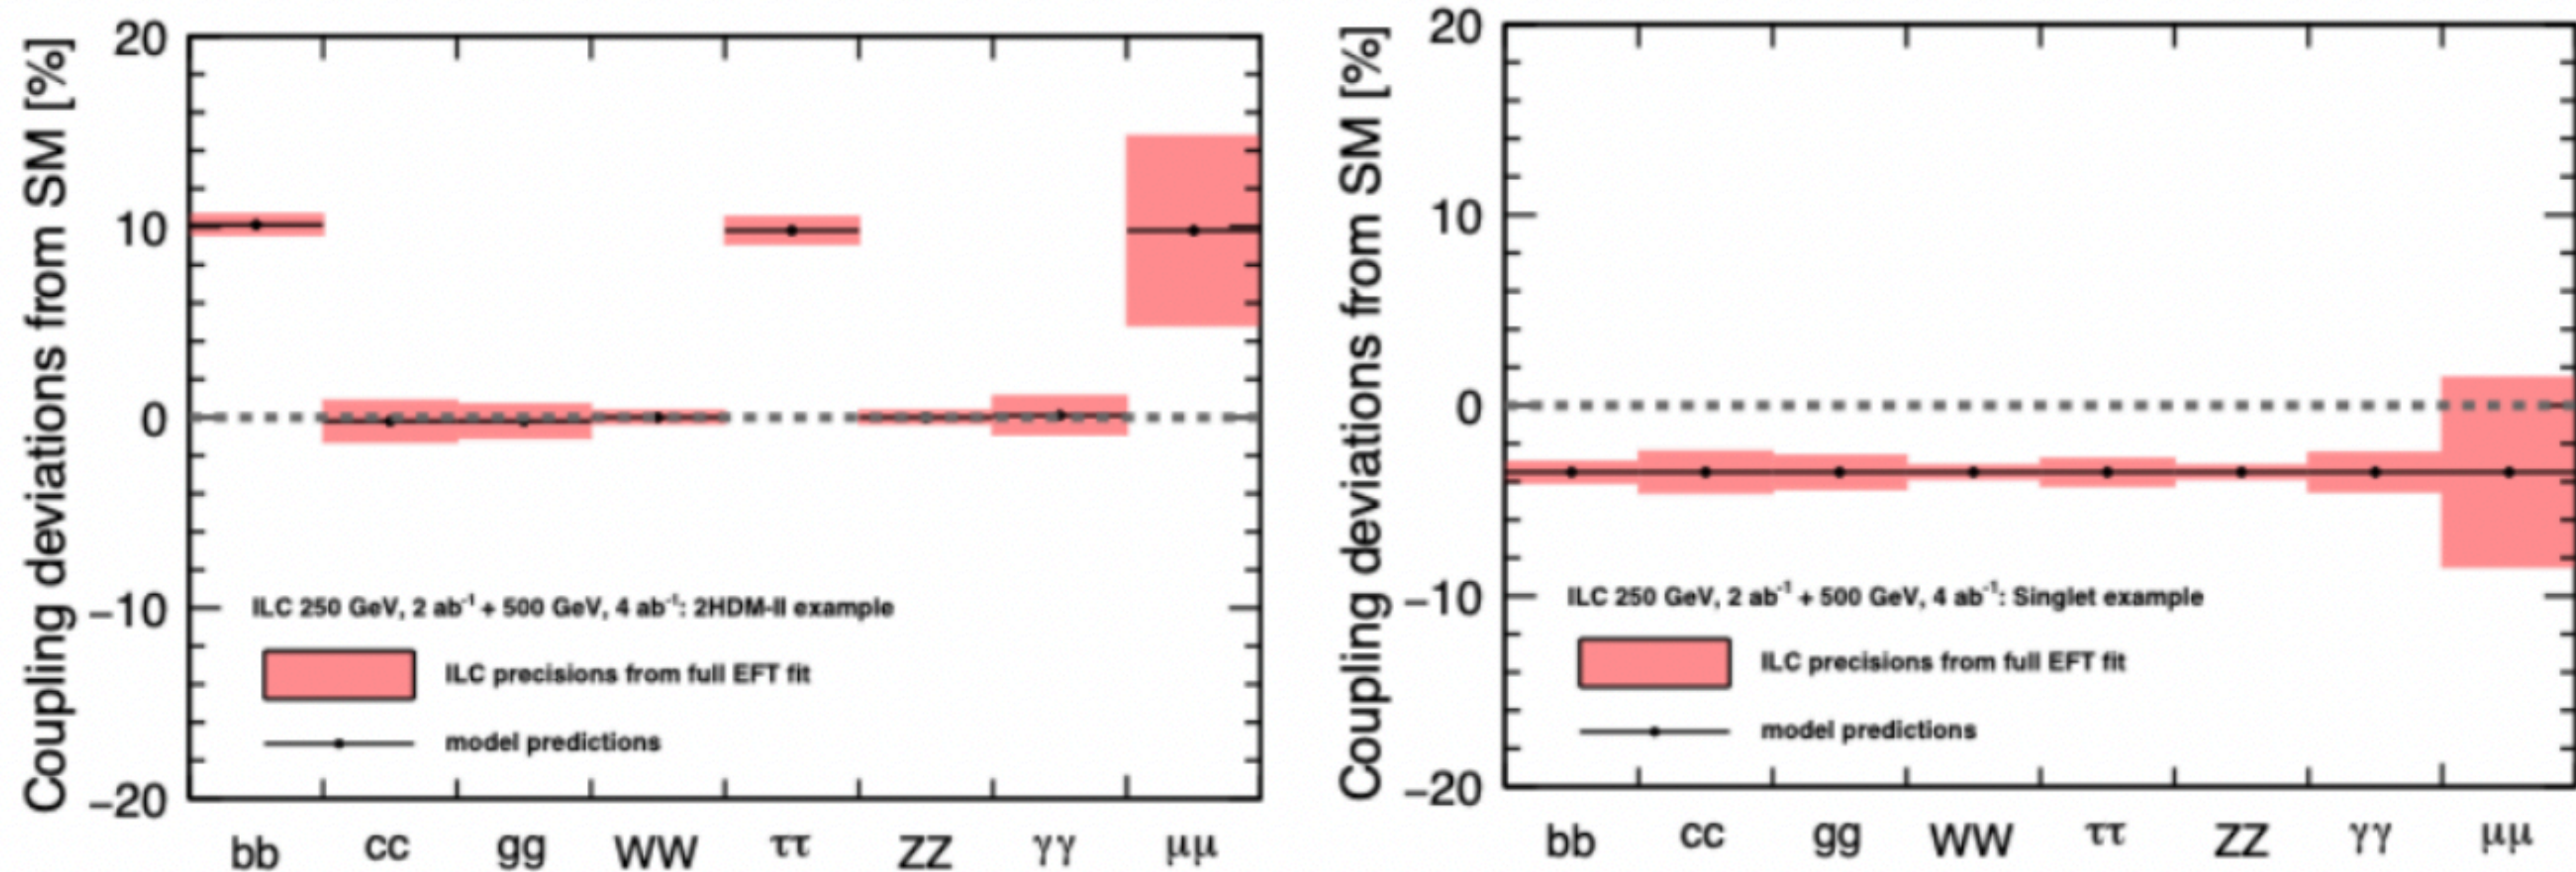 Coupling deviations from SM [%]
20
10
0
−10
−20
ILC 250 GeV, 2 ab⁻¹ + 500 GeV, 4 ab⁻¹: 2HDM-II example
ILC precisions from full EFT fit
model predictions
bb cc gg WW ττ ZZ γγ μμ
Coupling deviations from SM [%]
20
10
0
−10
−20
ILC 250 GeV, 2 ab⁻¹ + 500 GeV, 4 ab⁻¹: Singlet example
ILC precisions from full EFT fit
model predictions
bb cc gg WW ττ ZZ γγ μμ